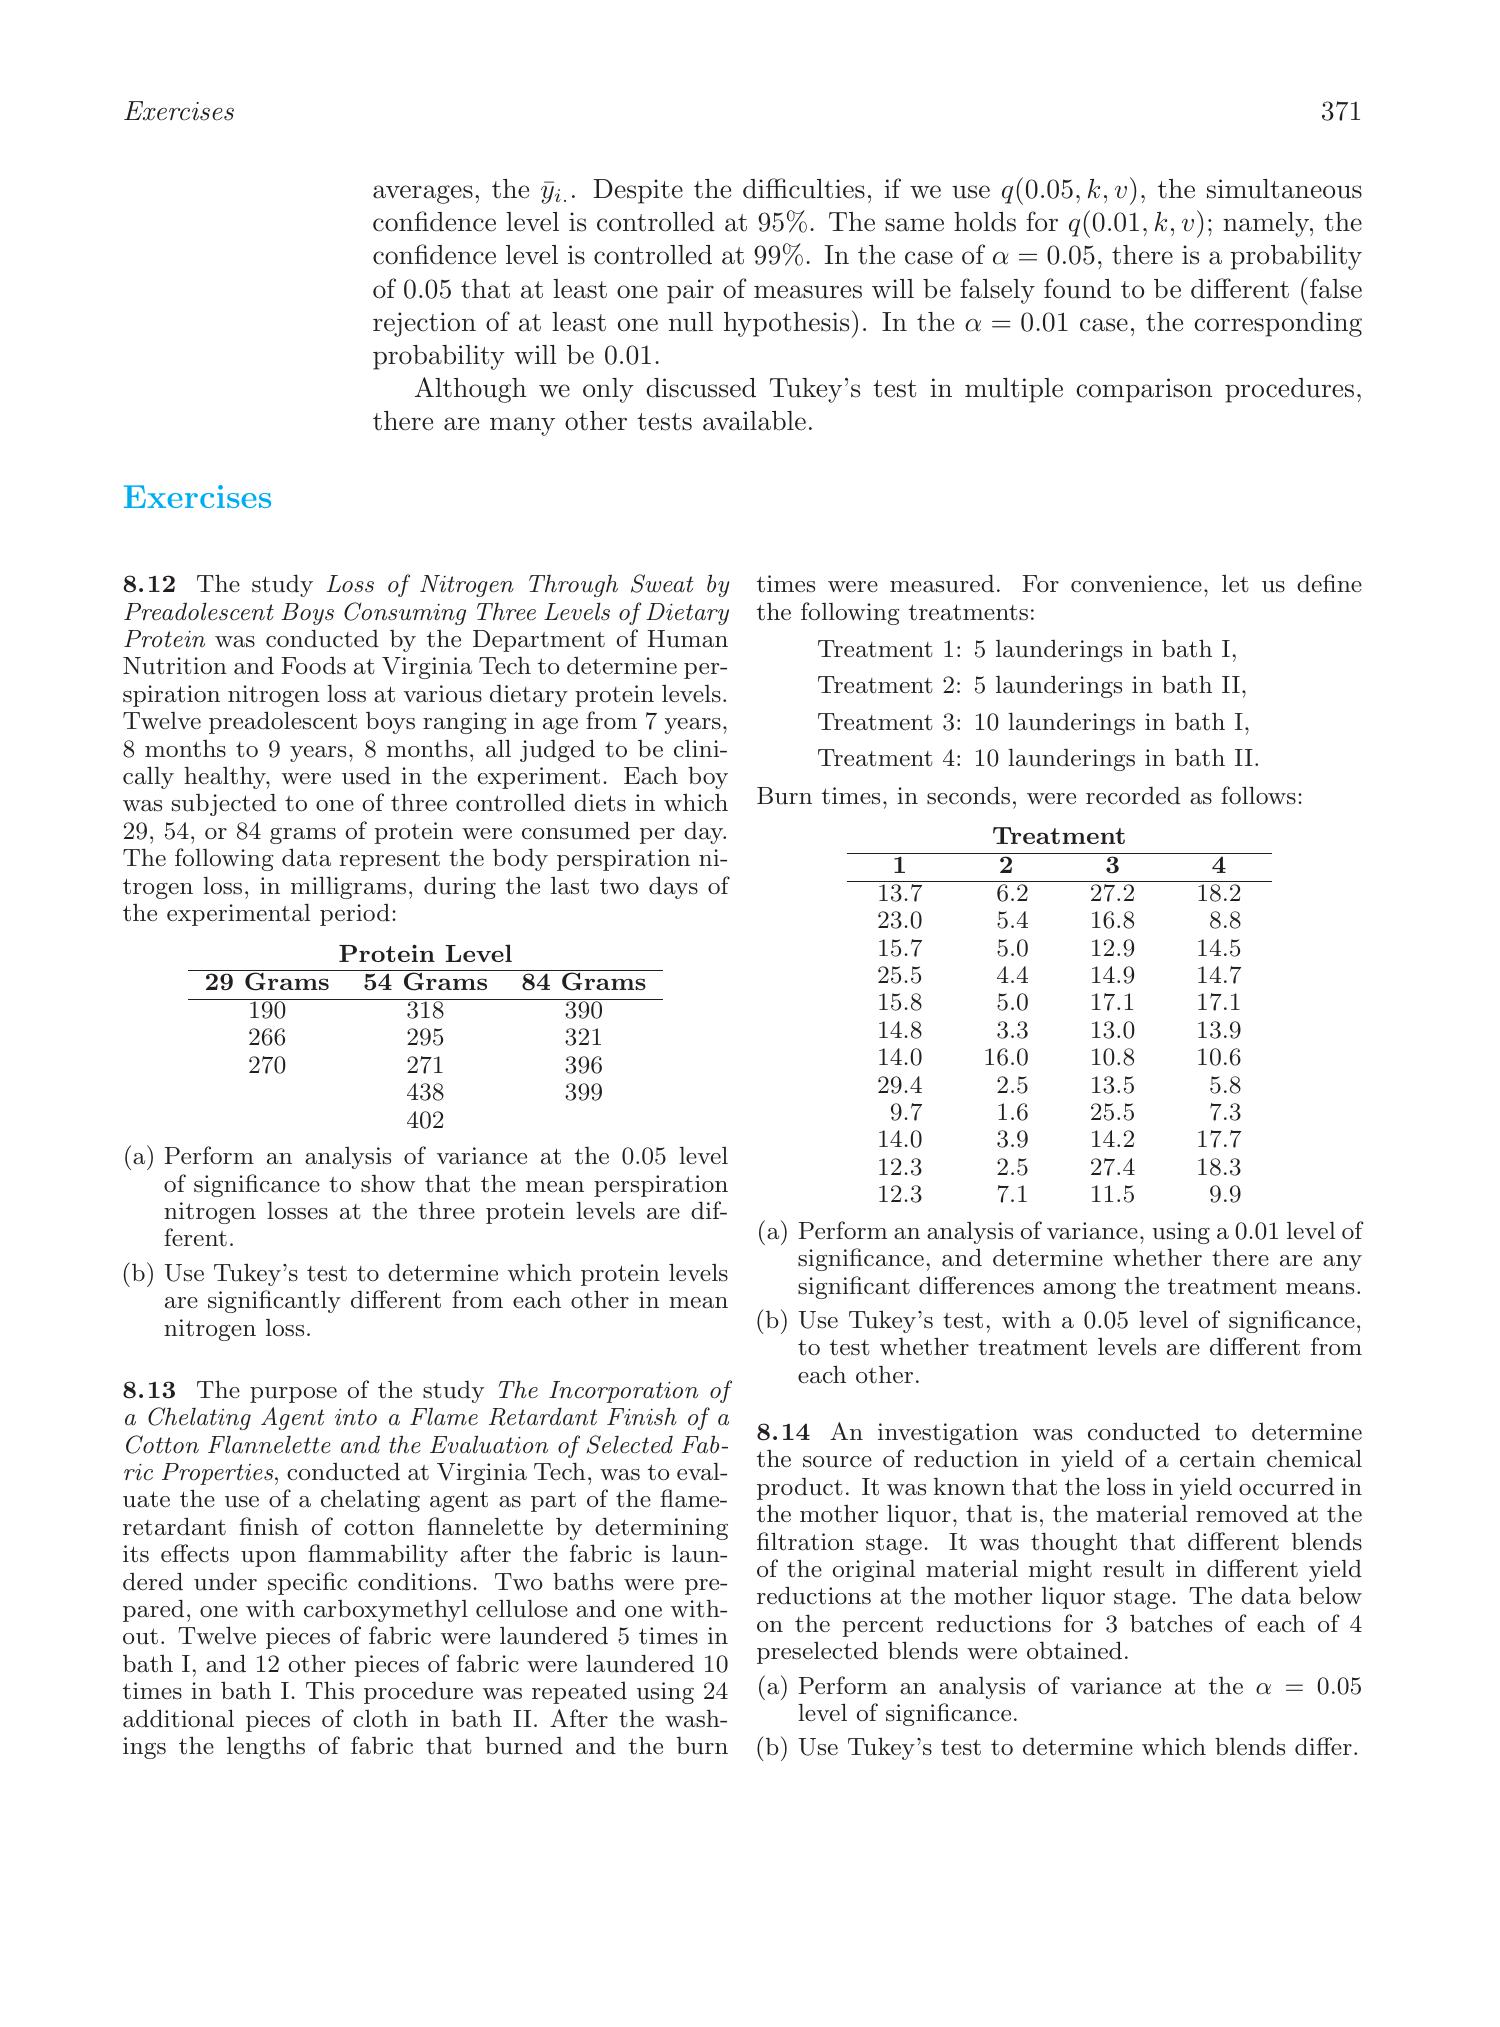 Exercises 371
averages, the ȳi.. Despite the difficulties, if we use q(0.05, k, v), the simultaneous
confidence level is controlled at 95%. The same holds for q(0.01, k, v); namely, the
confidence level is controlled at 99%. In the case of α = 0.05, there is a probability
of 0.05 that at least one pair of measures will be falsely found to be different (false
rejection of at least one null hypothesis). In the α = 0.01 case, the corresponding
probability will be 0.01.
Although we only discussed Tukey's test in multiple comparison procedures,
there are many other tests available.
Exercises
8.12 The study Loss of Nitrogen Through Sweat by
Preadolescent Boys Consuming Three Levels of Dietary
Protein was conducted by the Department of Human
Nutrition and Foods at Virginia Tech to determine per-
spiration nitrogen loss at various dietary protein levels.
Twelve preadolescent boys ranging in age from 7 years,
8 months to 9 years, 8 months, all judged to be clini-
cally healthy, were used in the experiment. Each boy
was subjected to one of three controlled diets in which
29, 54, or 84 grams of protein were consumed per day.
The following data represent the body perspiration ni-
trogen loss, in milligrams, during the last two days of
the experimental period:
Protein Level
29 Grams 54 Grams 84 Grams
190 318 390
266 295 321
270 271 396
438 399
402
(a) Perform an analysis of variance at the 0.05 level
of significance to show that the mean perspiration
nitrogen losses at the three protein levels are dif-
ferent.
(b) Use Tukey's test to determine which protein levels
are significantly different from each other in mean
nitrogen loss.
8.13 The purpose of the study The Incorporation of
a Chelating Agent into a Flame Retardant Finish of a
Cotton Flannelette and the Evaluation of Selected Fab-
ric Properties, conducted at Virginia Tech, was to eval-
uate the use of a chelating agent as part of the flame-
retardant finish of cotton flannelette by determining
its effects upon flammability after the fabric is laun-
dered under specific conditions. Two baths were pre-
pared, one with carboxymethyl cellulose and one with-
out. Twelve pieces of fabric were laundered 5 times in
bath I, and 12 other pieces of fabric were laundered 10
times in bath I. This procedure was repeated using 24
additional pieces of cloth in bath II. After the wash-
ings the lengths of fabric that burned and the burn
times were measured. For convenience, let us define
the following treatments:
Treatment 1: 5 launderings in bath I,
Treatment 2: 5 launderings in bath II,
Treatment 3: 10 launderings in bath I,
Treatment 4: 10 launderings in bath II.
Burn times, in seconds, were recorded as follows:
Treatment
1 2 3 4
13.7 6.2 27.2 18.2
23.0 5.4 16.8 8.8
15.7 5.0 12.9 14.5
25.5 4.4 14.9 14.7
15.8 5.0 17.1 17.1
14.8 3.3 13.0 13.9
14.0 16.0 10.8 10.6
29.4 2.5 13.5 5.8
9.7 1.6 25.5 7.3
14.0 3.9 14.2 17.7
12.3 2.5 27.4 18.3
12.3 7.1 11.5 9.9
(a) Perform an analysis of variance, using a 0.01 level of
significance, and determine whether there are any
significant differences among the treatment means.
(b) Use Tukey's test, with a 0.05 level of significance,
to test whether treatment levels are different from
each other.
8.14 An investigation was conducted to determine
the source of reduction in yield of a certain chemical
product. It was known that the loss in yield occurred in
the mother liquor, that is, the material removed at the
filtration stage. It was thought that different blends
of the original material might result in different yield
reductions at the mother liquor stage. The data below
on the percent reductions for 3 batches of each of 4
preselected blends were obtained.
(a) Perform an analysis of variance at the α = 0.05
level of significance.
(b) Use Tukey's test to determine which blends differ.